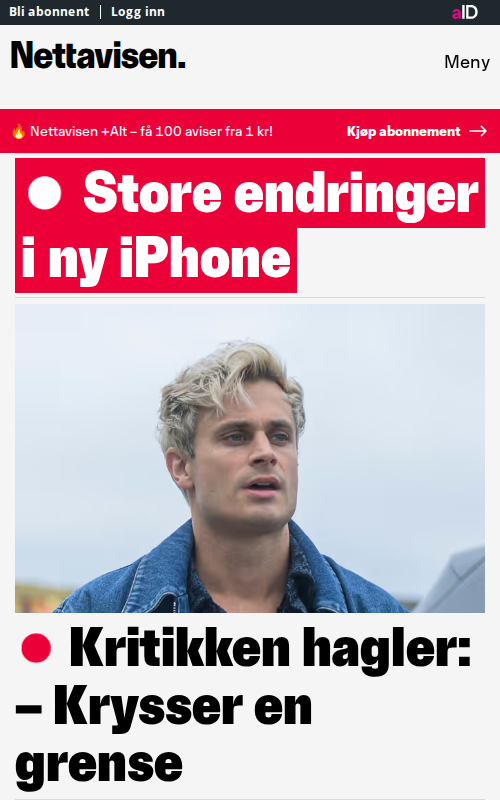 Bli abonnent | Logg inn
aID
Nettavisen.
Meny
🔥 Nettavisen +Alt – få 100 aviser fra 1 kr!
Kjøp abonnement →
Store endringer
i ny iPhone
Kritikken hagler:
– Krysser en
grense